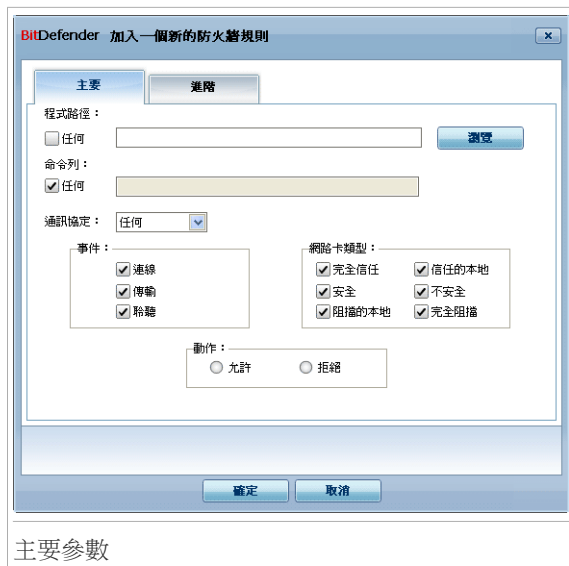 BitDefender 加入一個新的防火牆規則
主要 進階
程式路徑：
任何 瀏覽
命令列：
任何
通訊協定： 任何
事件： 網路卡類型：
連線 完全信任 信任的本地
傳輸 安全 不安全
聆聽 阻擋的本地 完全阻擋
動作：
允許 拒絕
確定 取消
主要參數